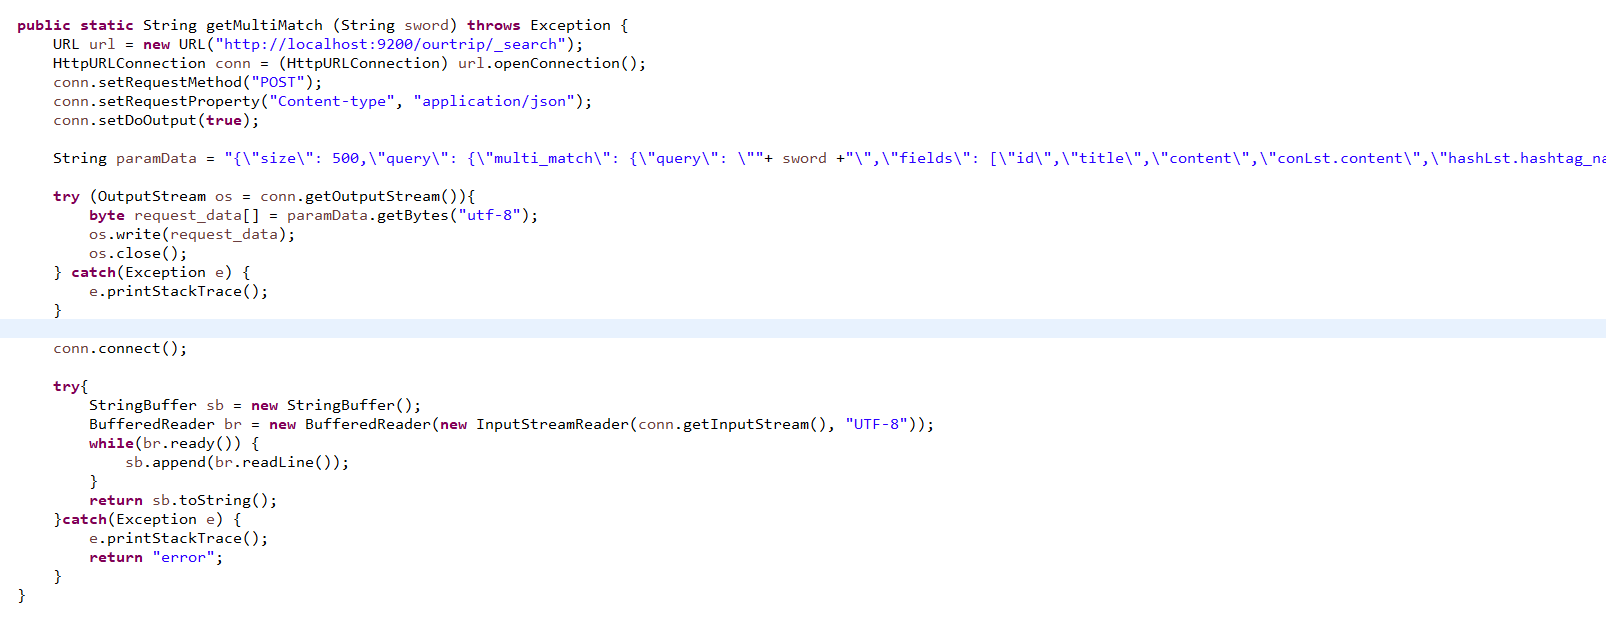 public static String getMultiMatch (String sword) throws Exception {
URL url = new URL("http://localhost:9200/ourtrip/_search");
HttpURLConnection conn = (HttpURLConnection) url.openConnection();
conn.setRequestMethod("POST");
conn.setRequestProperty("Content-type", "application/json");
conn.setDoOutput(true);
String paramData = "{\"size\": 500,\"query\": {\"multi_match\": {\"query\": \""+ sword +"\",\"fields\": [\"id\",\"title\",\"content\",\"conLst.content\",\"hashLst.hashtag_na
try (OutputStream os = conn.getOutputStream()){
byte request_data[] = paramData.getBytes("utf-8");
os.write(request_data);
os.close();
} catch(Exception e) {
e.printStackTrace();
}
conn.connect();
try{
StringBuffer sb = new StringBuffer();
BufferedReader br = new BufferedReader(new InputStreamReader(conn.getInputStream(), "UTF-8"));
while(br.ready()) {
sb.append(br.readLine());
}
return sb.toString();
}catch(Exception e) {
e.printStackTrace();
return "error";
}
}